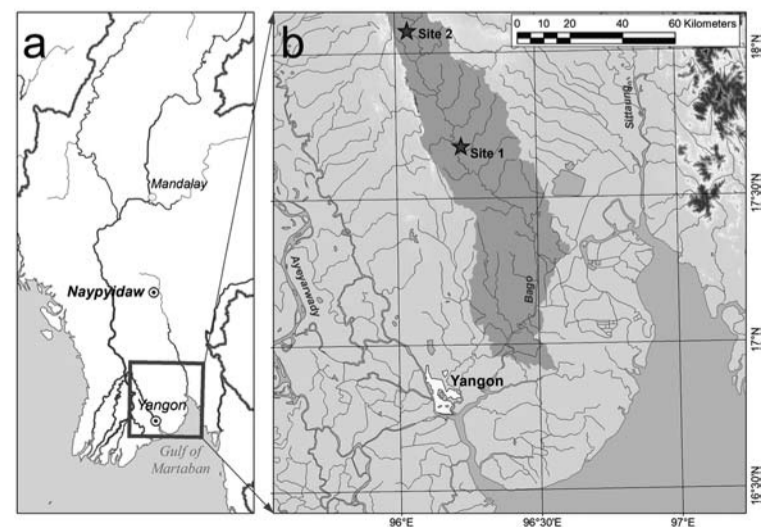 a
Mandalay
Naypyidaw
Yangon
Gulf of
Martaban
b
Site 2
0 5 10 20 40 60 Kilometers
Site 1
Sittaung
Ayeyarwady
Bago
Yangon
18°N
17°30'N
17°N
16°30'N
96°E
96°30'E
97°E